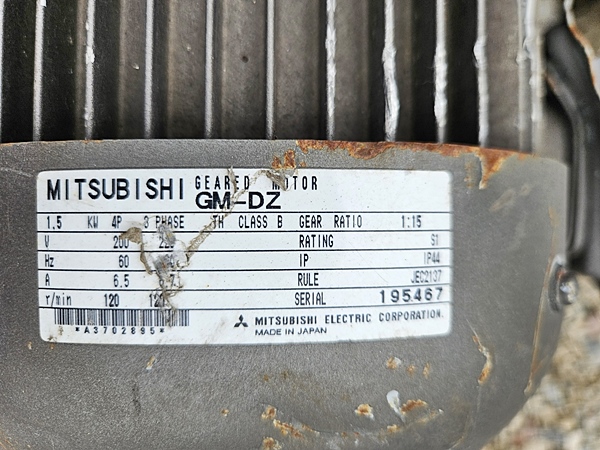 MITSUBISHI GEARED MOTOR
GM-DZ
1.5 KW 4P 3 PHASE TH CLASS B GEAR RATIO 1:15
V 200 RATING S1
Hz 60 IP IP44
A 6.5 RULE JEC2137
r/min 120 SERIAL 195467
*A3702895*
MITSUBISHI ELECTRIC CORPORATION.
MADE IN JAPAN